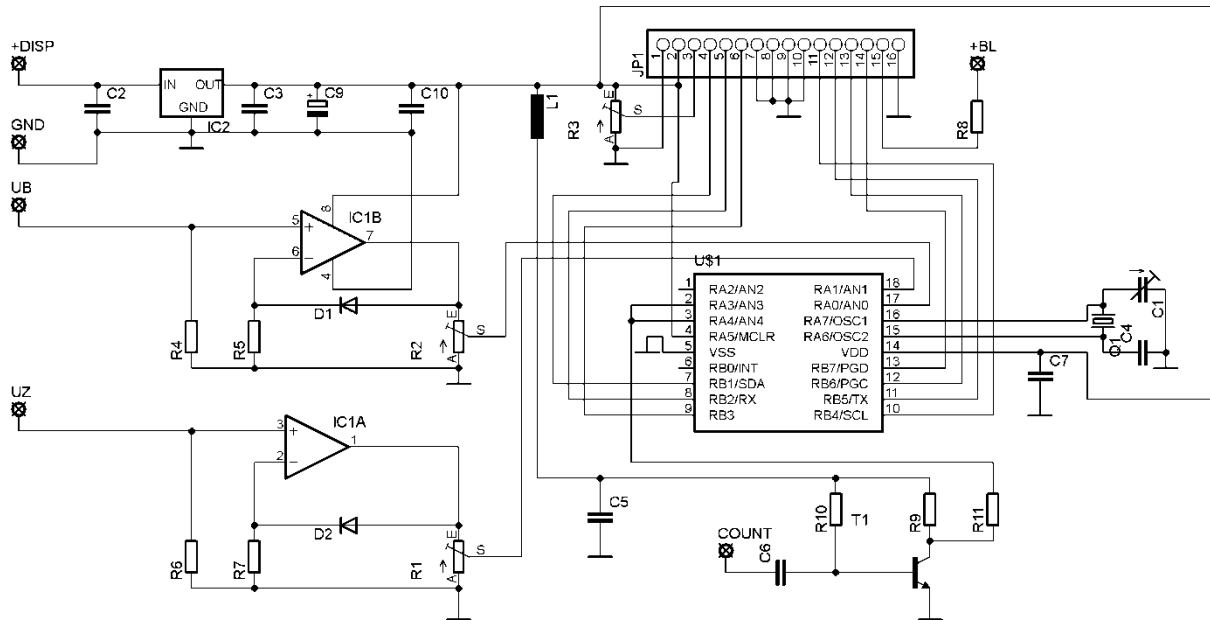 +DISP
IN OUT
GND
IC2
C2
C3
+
C9
C10
GND
L1
R3
E
S
A
JP1
1 2 3 4 5 6 7 8 9 10 11 12 13 14 15 16
+BL
R8
UB
IC1B
5
+
6
−
8
4
7
D1
R4
R5
R2
E
S
A
U$1
1 RA2/AN2 RA1/AN1 18
2 RA3/AN3 RA0/AN0 17
3 RA4/AN4 RA7/OSC1 16
4 RA5/MCLR RA6/OSC2 15
5 VSS VDD 14
6 RB0/INT RB7/PGD 13
7 RB1/SDA RB6/PGC 12
8 RB2/RX RB5/TX 11
9 RB3 RB4/SCL 10
C1
Q1
C4
C7
UZ
IC1A
3
+
2
−
1
D2
R6
R7
R1
E
S
A
C5
R10
T1
R9
R11
COUNT
C6